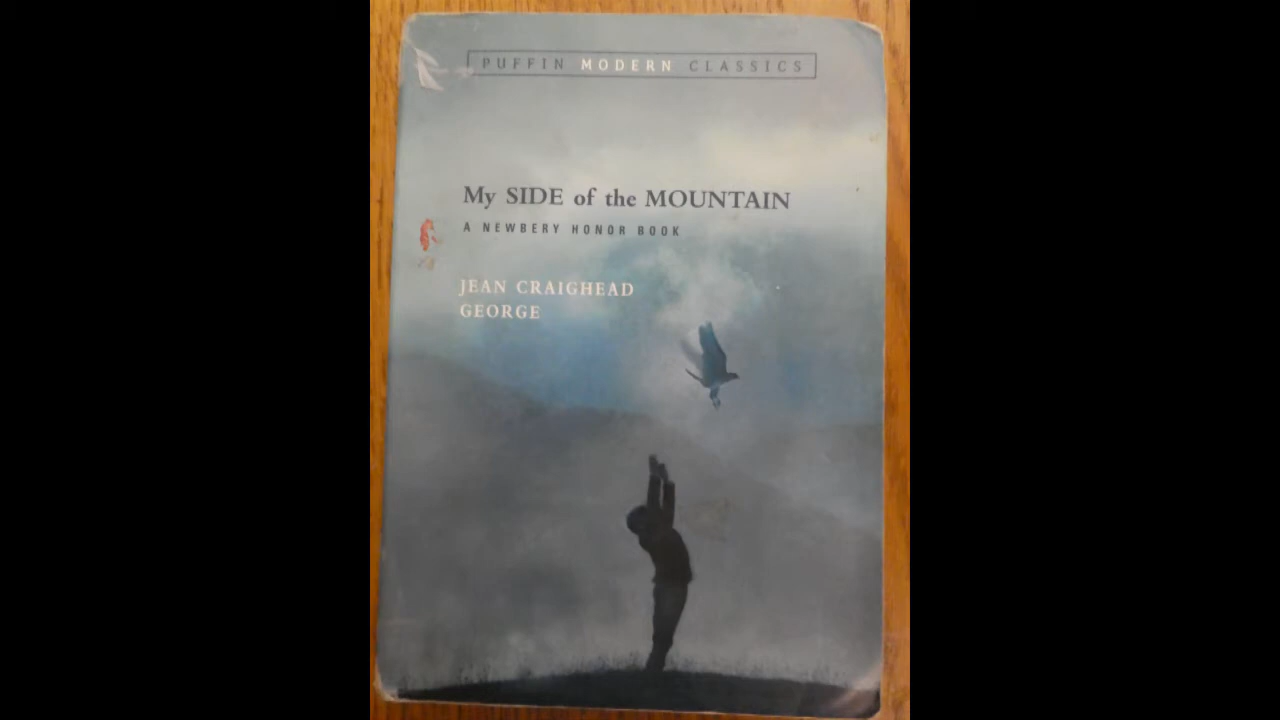 PUFFIN MODERN CLASSICS
My SIDE of the MOUNTAIN
A NEWBERY HONOR BOOK
JEAN CRAIGHEAD
GEORGE